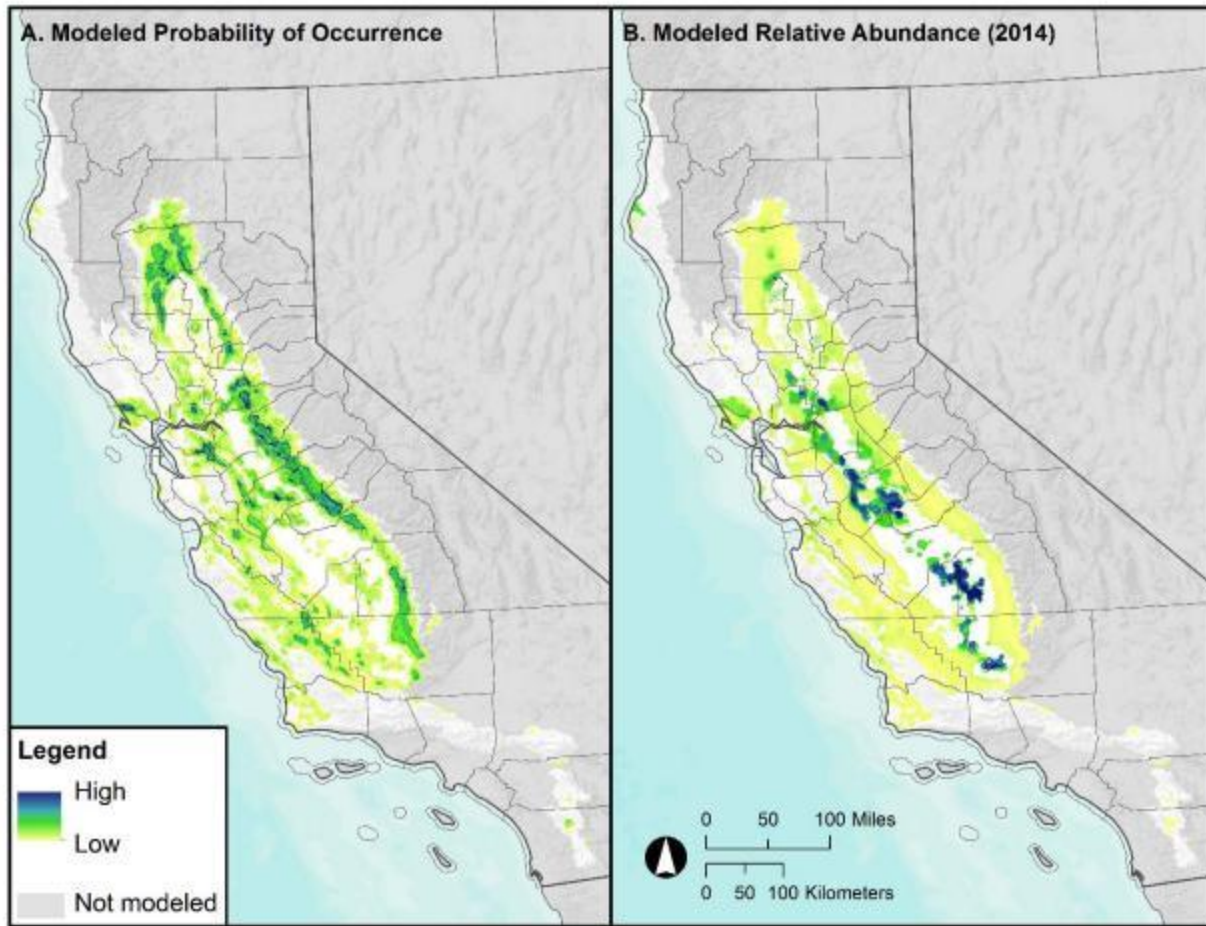 A. Modeled Probability of Occurrence
B. Modeled Relative Abundance (2014)
Legend
High
Low
Not modeled
0 50 100 Miles
0 50 100 Kilometers